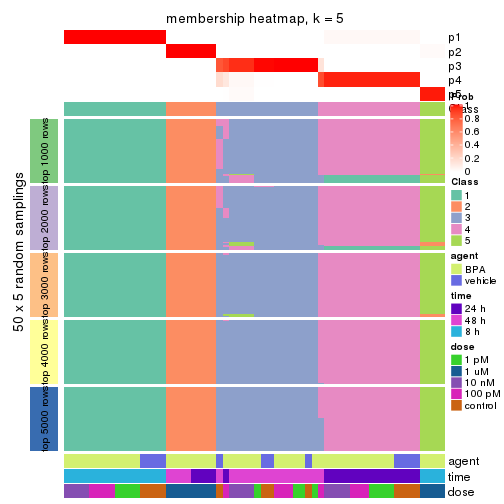 membership heatmap, k = 5
p1
p2
p3
p4
p5
Prob
1
0.8
0.6
0.4
0.2
0
Class
Class
1
2
3
4
5
agent
BPA
vehicle
time
24 h
48 h
8 h
dose
1 pM
1 uM
10 nM
100 pM
control
50 x 5 random samplings
top 1000 rows
top 2000 rows
top 3000 rows
top 4000 rows
top 5000 rows
agent
time
dose